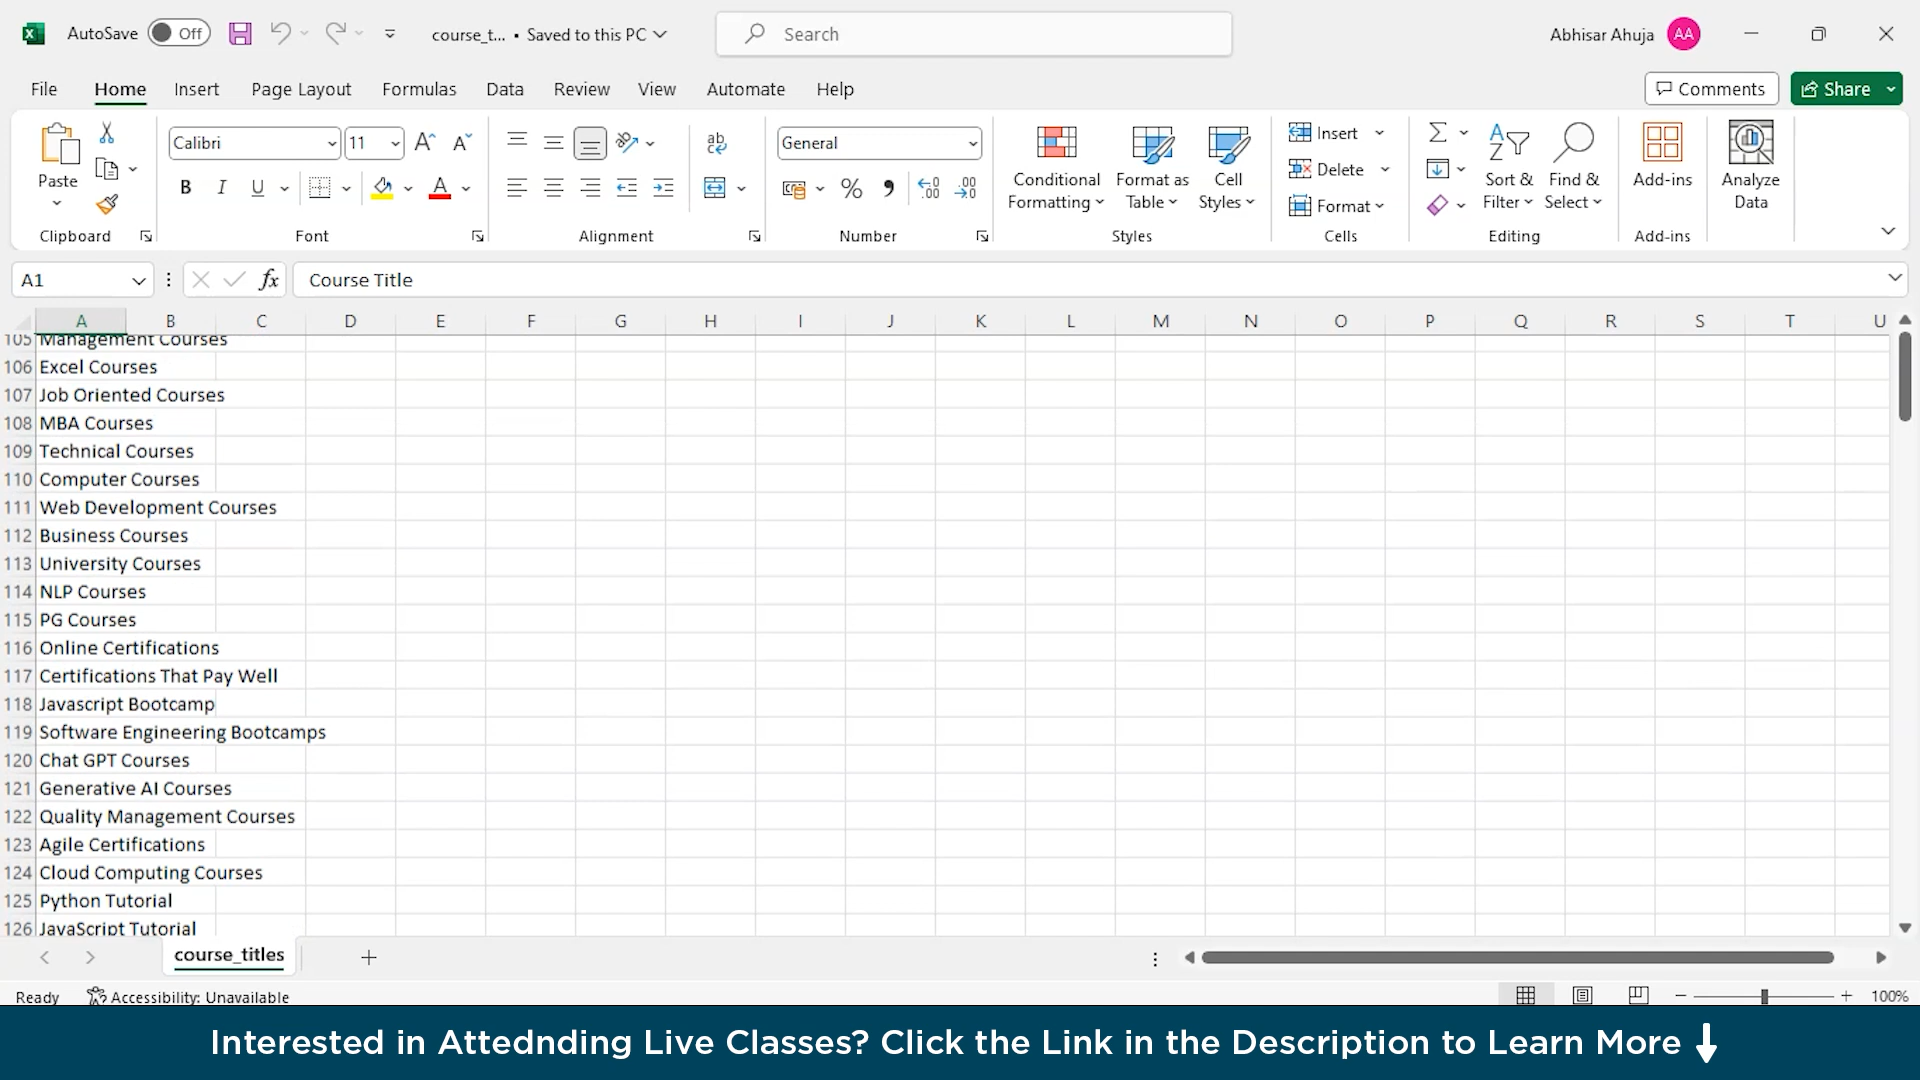 AutoSave Off course_t... • Saved to this PC Search Abhisar Ahuja AA
File Home Insert Page Layout Formulas Data Review View Automate Help Comments Share
Paste Calibri 11 General Conditional Formatting Format as Table Cell Styles Insert Delete Format Sort & Filter Find & Select Add-ins Analyze Data
Clipboard Font Alignment Number Styles Cells Editing Add-ins
A1 fx Course Title
A B C D E F G H I J K L M N O P Q R S T U
105 Management Courses
106 Excel Courses
107 Job Oriented Courses
108 MBA Courses
109 Technical Courses
110 Computer Courses
111 Web Development Courses
112 Business Courses
113 University Courses
114 NLP Courses
115 PG Courses
116 Online Certifications
117 Certifications That Pay Well
118 Javascript Bootcamp
119 Software Engineering Bootcamps
120 Chat GPT Courses
121 Generative AI Courses
122 Quality Management Courses
123 Agile Certifications
124 Cloud Computing Courses
125 Python Tutorial
126 JavaScript Tutorial
course_titles
Ready Accessibility: Unavailable 100%
Interested in Attednding Live Classes? Click the Link in the Description to Learn More